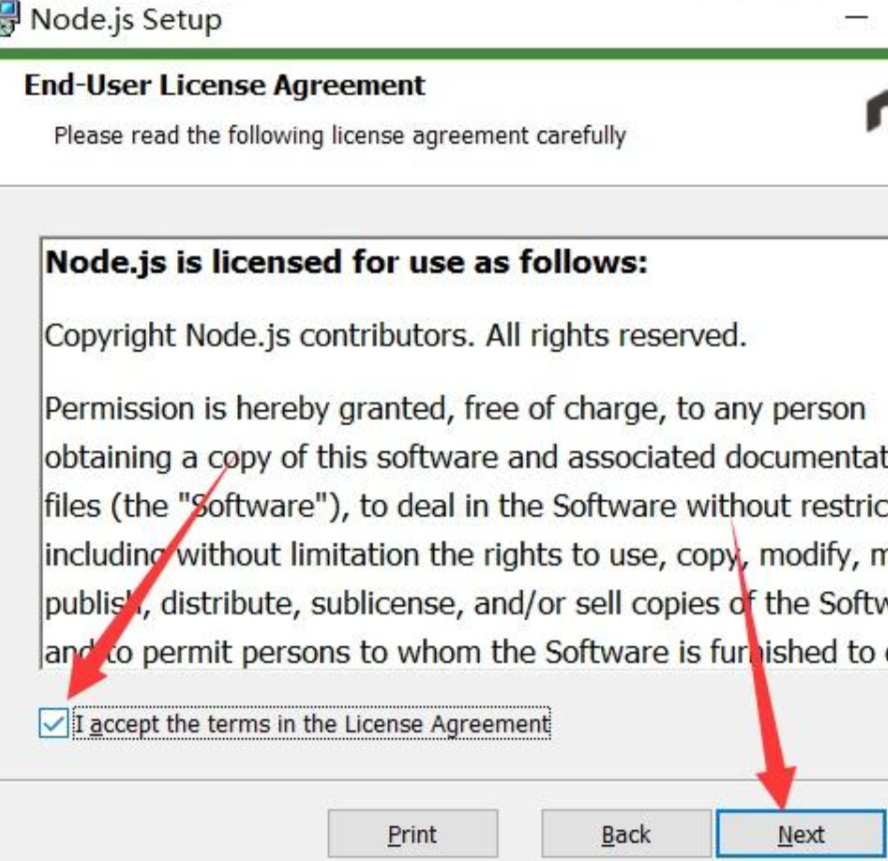 Node.js Setup
End-User License Agreement
Please read the following license agreement carefully
Node.js is licensed for use as follows:
Copyright Node.js contributors. All rights reserved.
Permission is hereby granted, free of charge, to any person
obtaining a copy of this software and associated documentat
files (the "Software"), to deal in the Software without restric
including without limitation the rights to use, copy, modify, m
publish, distribute, sublicense, and/or sell copies of the Softw
and to permit persons to whom the Software is furnished to
I accept the terms in the License Agreement
Print
Back
Next